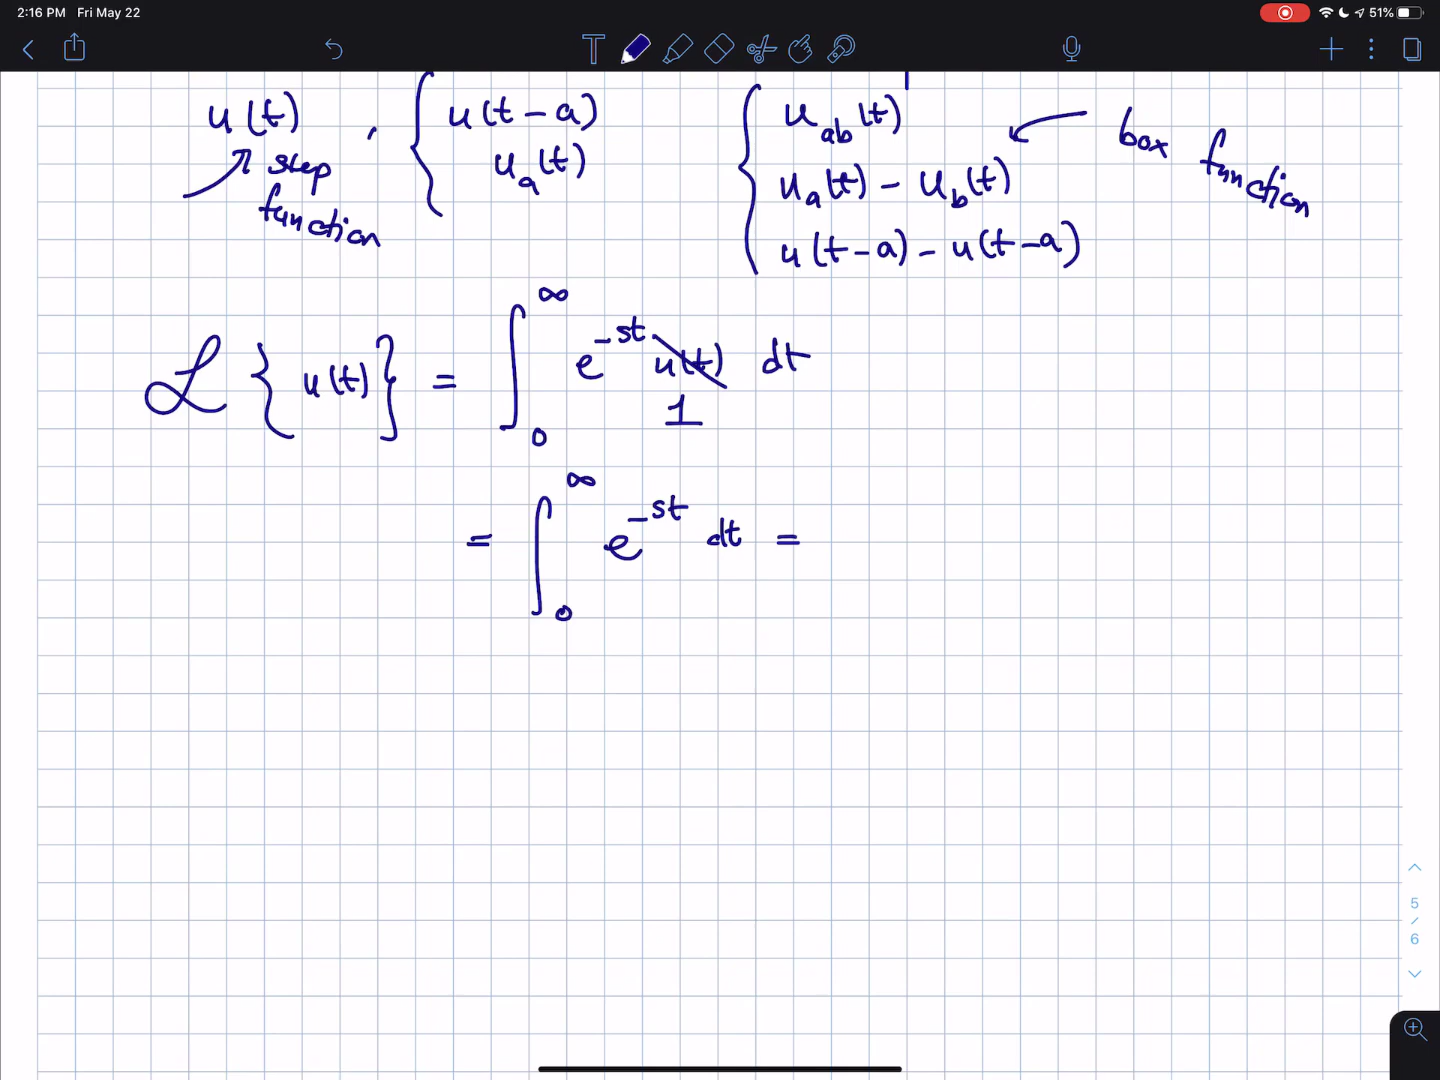 2:16 PM Fri May 22
51%
T
u(t) , { u(t-a)
step
function
u_a(t)
{ u_ab(t)
u_a(t) - u_b(t)
u(t-a) - u(t-a)
box function
ℒ { u(t) } = ∫_0^∞ e^{-st} u(t) dt
1
= ∫_0^∞ e^{-st} dt =
5
/
6